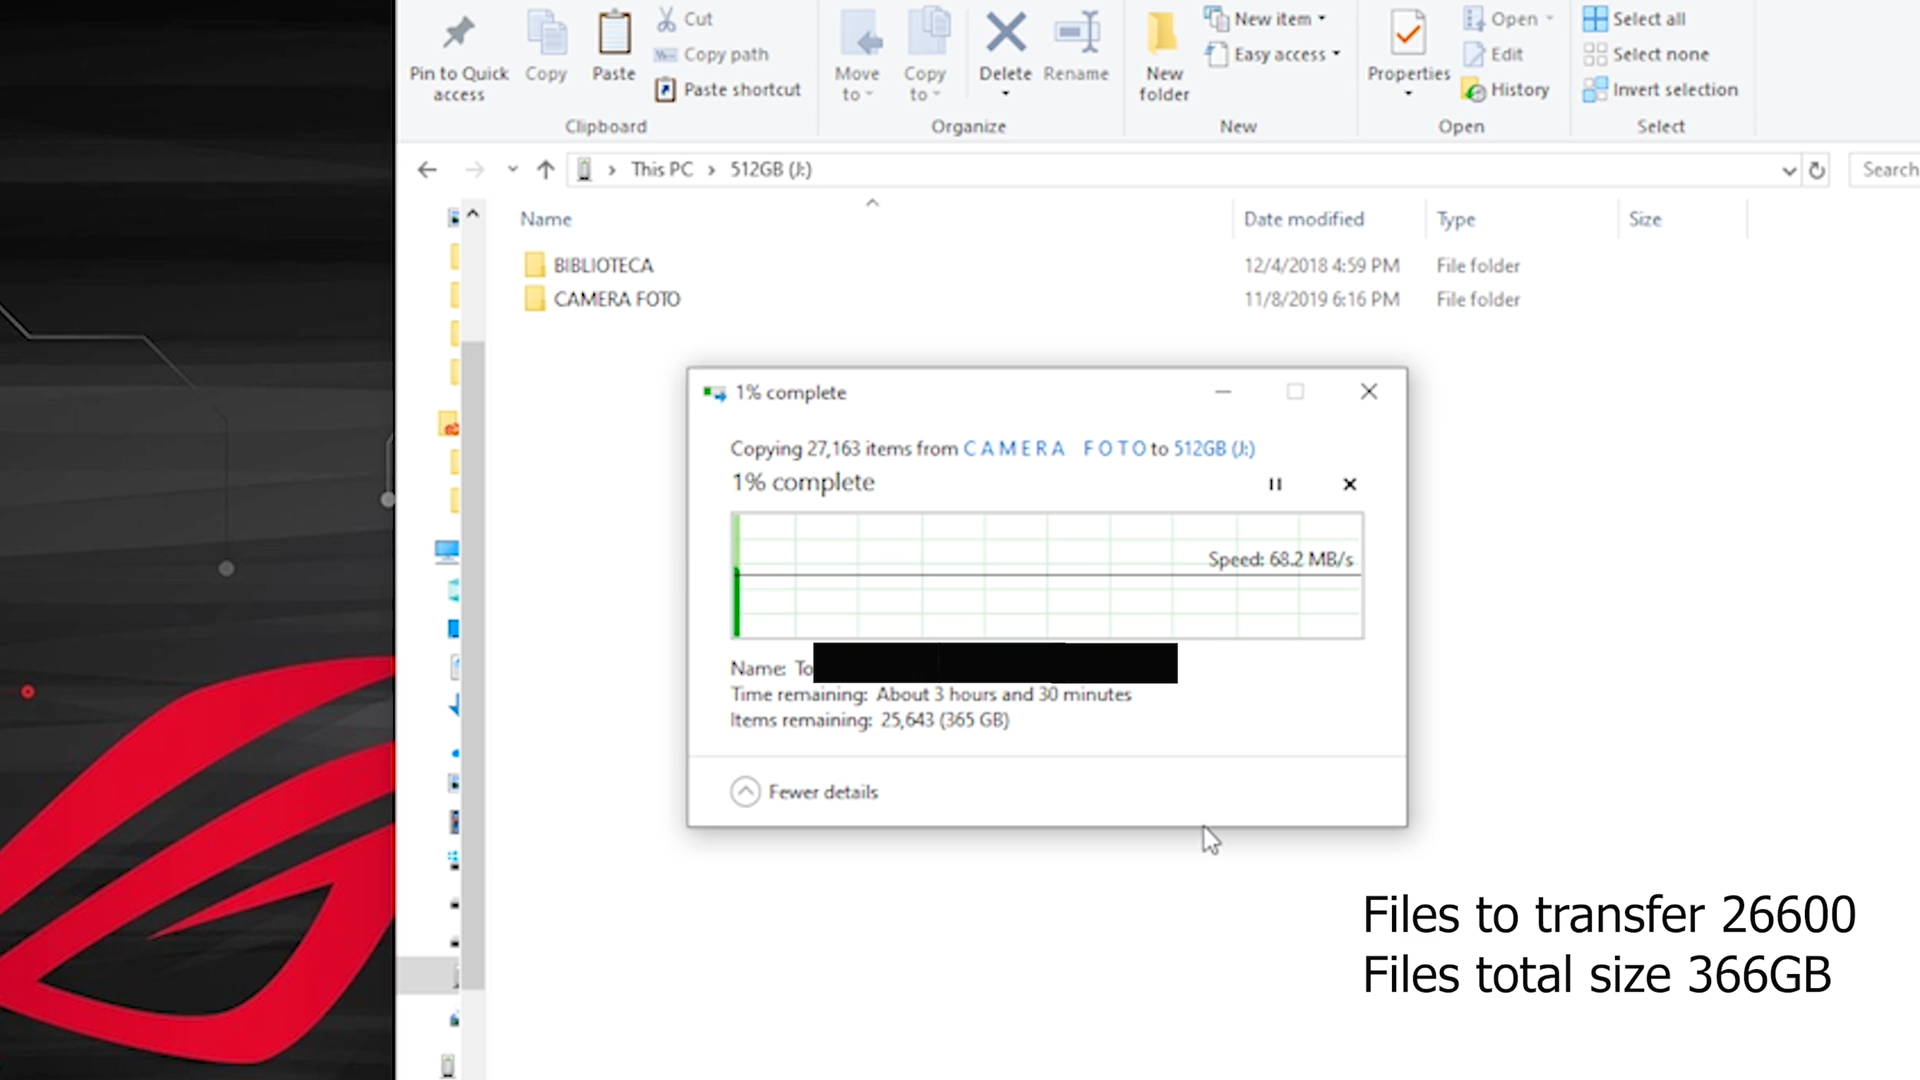 Pin to Quick access
Copy
Paste
Cut
Copy path
Paste shortcut
Clipboard
Move to
Copy to
Delete
Rename
Organize
New folder
New item
Easy access
New
Properties
Open
Edit
History
Open
Select all
Select none
Invert selection
Select
This PC > 512GB (J:)
Search
Name Date modified Type Size
BIBLIOTECA 12/4/2018 4:59 PM File folder
CAMERA FOTO 11/8/2019 6:16 PM File folder
1% complete
Copying 27,163 items from CAMERA FOTO to 512GB (J:)
1% complete
Speed: 68.2 MB/s
Name: To
Time remaining: About 3 hours and 30 minutes
Items remaining: 25,643 (365 GB)
Fewer details
Files to transfer 26600
Files total size 366GB